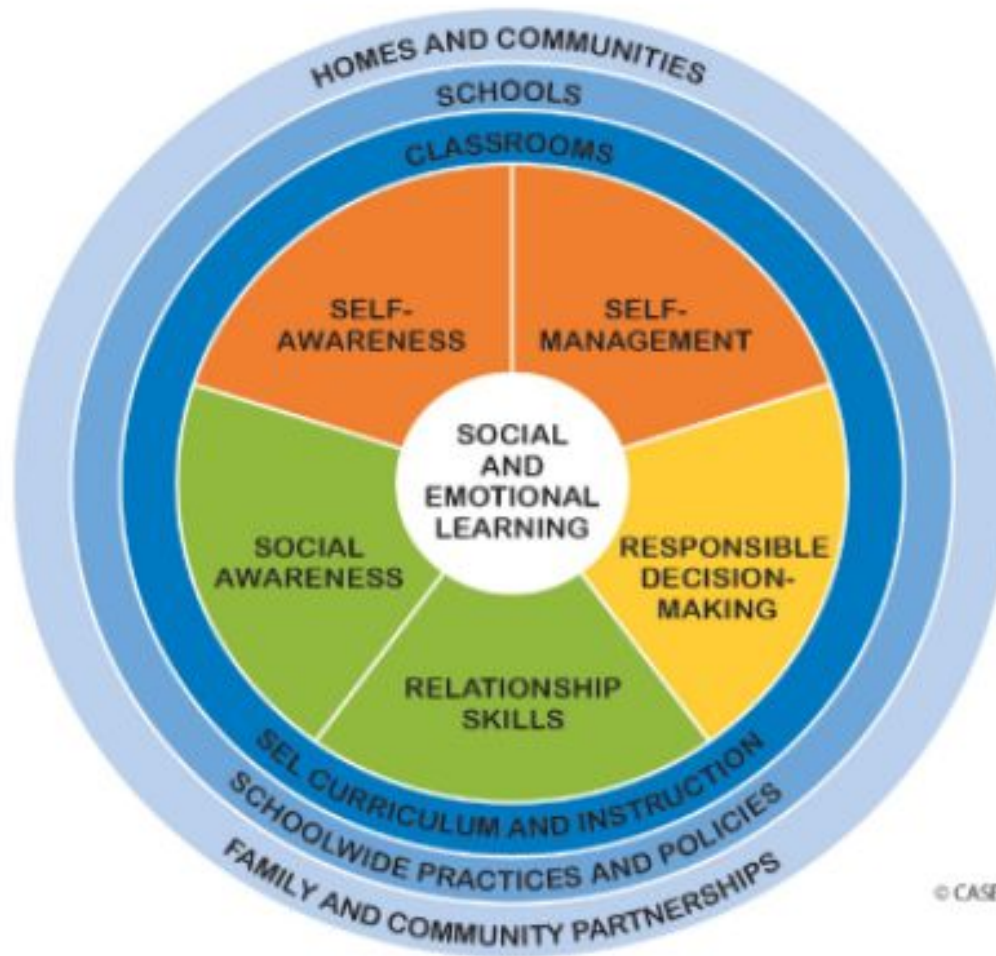 HOMES AND COMMUNITIES
SCHOOLS
CLASSROOMS
SELF-
AWARENESS
SELF-
MANAGEMENT
SOCIAL
AND
EMOTIONAL
LEARNING
SOCIAL
AWARENESS
RESPONSIBLE
DECISION-
MAKING
RELATIONSHIP
SKILLS
SEL CURRICULUM AND INSTRUCTION
SCHOOLWIDE PRACTICES AND POLICIES
FAMILY AND COMMUNITY PARTNERSHIPS
© CASE